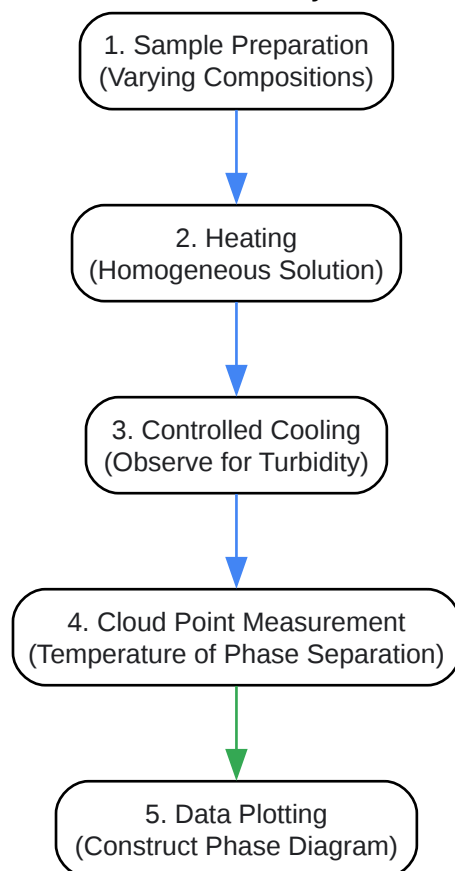 1. Sample Preparation
(Varying Compositions)
2. Heating
(Homogeneous Solution)
3. Controlled Cooling
(Observe for Turbidity)
4. Cloud Point Measurement
(Temperature of Phase Separation)
5. Data Plotting
(Construct Phase Diagram)